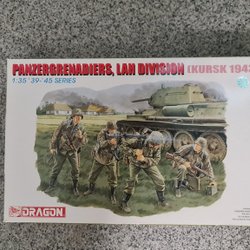 PANZERGRENADIERS, LAH DIVISION (KURSK 1943
1:35 '39-'45 SERIES
DRAGON